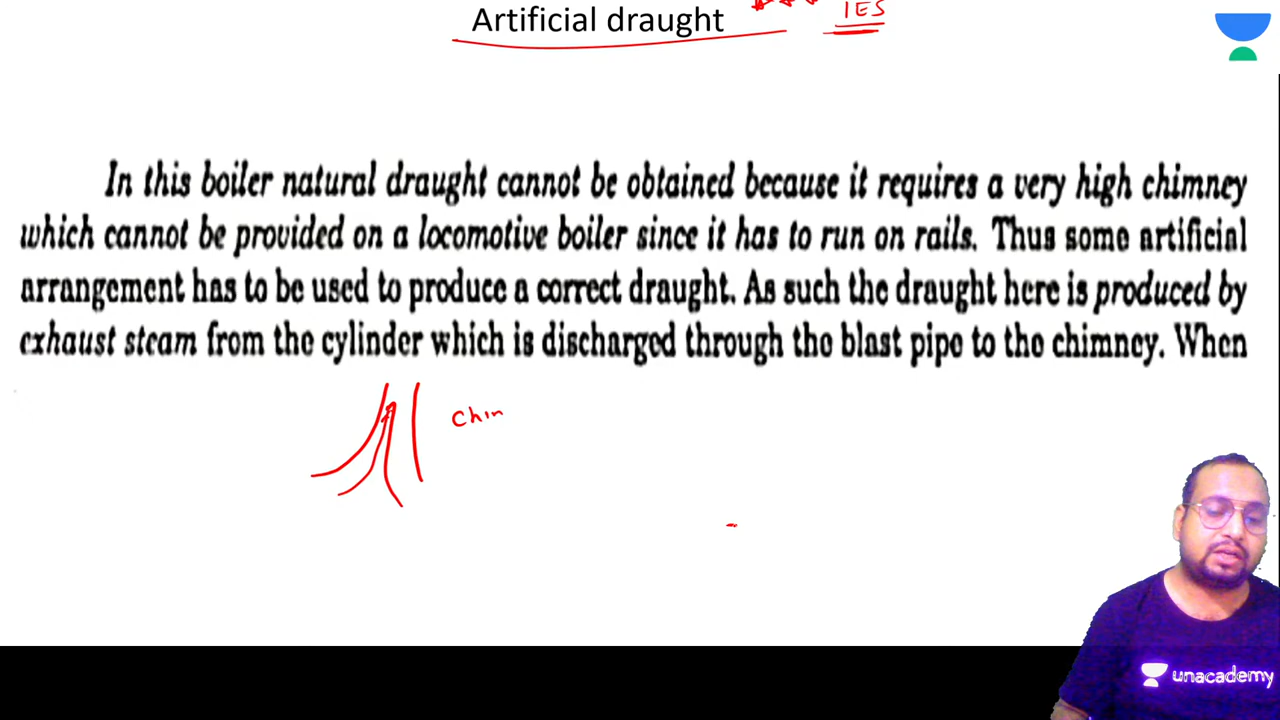 Artificial draught
IES
In this boiler natural draught cannot be obtained because it requires a very high chimney
which cannot be provided on a locomotive boiler since it has to run on rails. Thus some artificial
arrangement has to be used to produce a correct draught. As such the draught here is produced by
exhaust steam from the cylinder which is discharged through the blast pipe to the chimney. When
Chin
unacademy